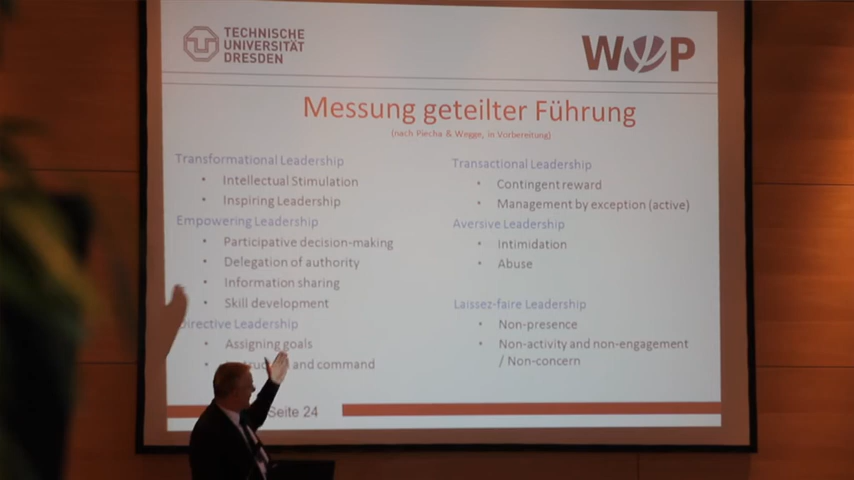 TECHNISCHE
UNIVERSITÄT
DRESDEN
WOP
Messung geteilter Führung
(nach Piecha & Wegge, in Vorbereitung)
Transformational Leadership
• Intellectual Stimulation
• Inspiring Leadership
Empowering Leadership
• Participative decision-making
• Delegation of authority
• Information sharing
• Skill development
Directive Leadership
• Assigning goals
• and command
Transactional Leadership
• Contingent reward
• Management by exception (active)
Aversive Leadership
• Intimidation
• Abuse
Laissez-faire Leadership
• Non-presence
• Non-activity and non-engagement
/ Non-concern
Seite 24